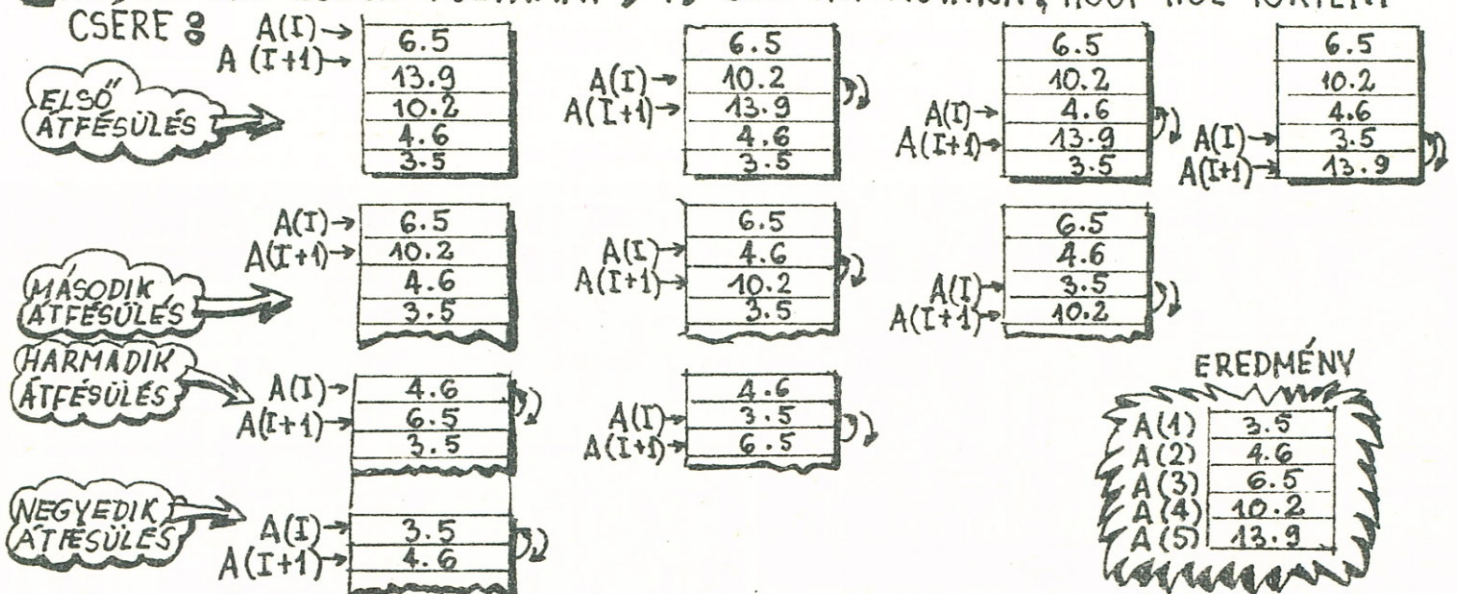 HOGY HOL TÖRTÉNT
CSERE:
ELSŐ
ÁTFÉSÜLÉS
A(I)
A (I+1)
6.5
13.9
10.2
4.6
3.5
A(I)
A(I+1)
6.5
10.2
13.9
4.6
3.5
A(I)
A(I+1)
6.5
10.2
4.6
13.9
3.5
A(I)
A(I+1)
6.5
10.2
4.6
3.5
13.9
MÁSODIK
ÁTFÉSÜLÉS
A(I)
A(I+1)
6.5
10.2
4.6
3.5
A(I)
A(I+1)
6.5
4.6
10.2
3.5
A(I)
A(I+1)
6.5
4.6
3.5
10.2
HARMADIK
ÁTFÉSÜLÉS
A(I)
A(I+1)
4.6
6.5
3.5
A(I)
A(I+1)
4.6
3.5
6.5
NEGYEDIK
ÁTFÉSÜLÉS
A(I)
A(I+1)
3.5
4.6
EREDMÉNY
A(1) 3.5
A(2) 4.6
A(3) 6.5
A(4) 10.2
A(5) 13.9